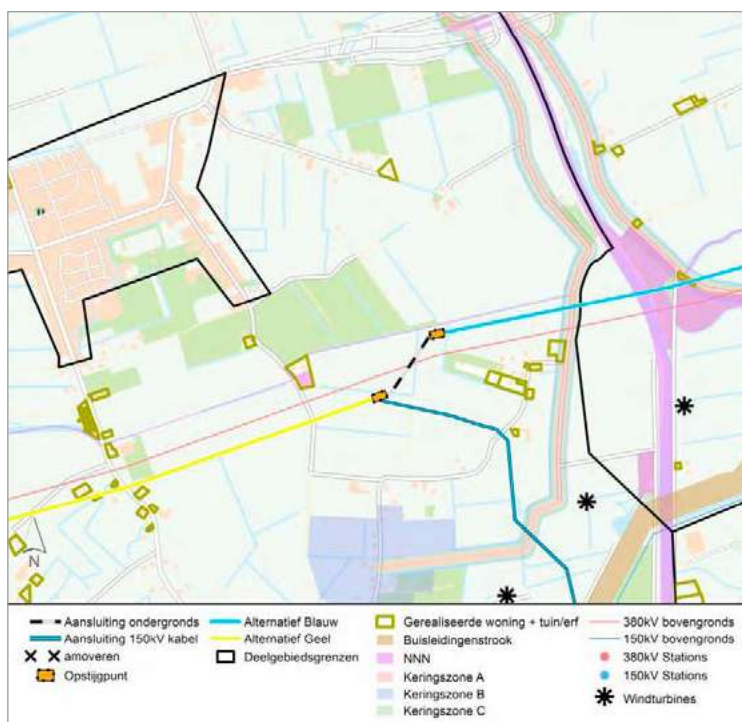 P
N
Aansluiting ondergronds
Aansluiting 150kV kabel
amoveren
Opstijgpunt
Alternatief Blauw
Alternatief Geel
Deelgebiedsgrenzen
Gerealiseerde woning + tuin/erf
Buisleidingenstrook
NNN
Keringszone A
Keringszone B
Keringszone C
380kV bovengronds
150kV bovengronds
380kV Stations
150kV Stations
Windturbines